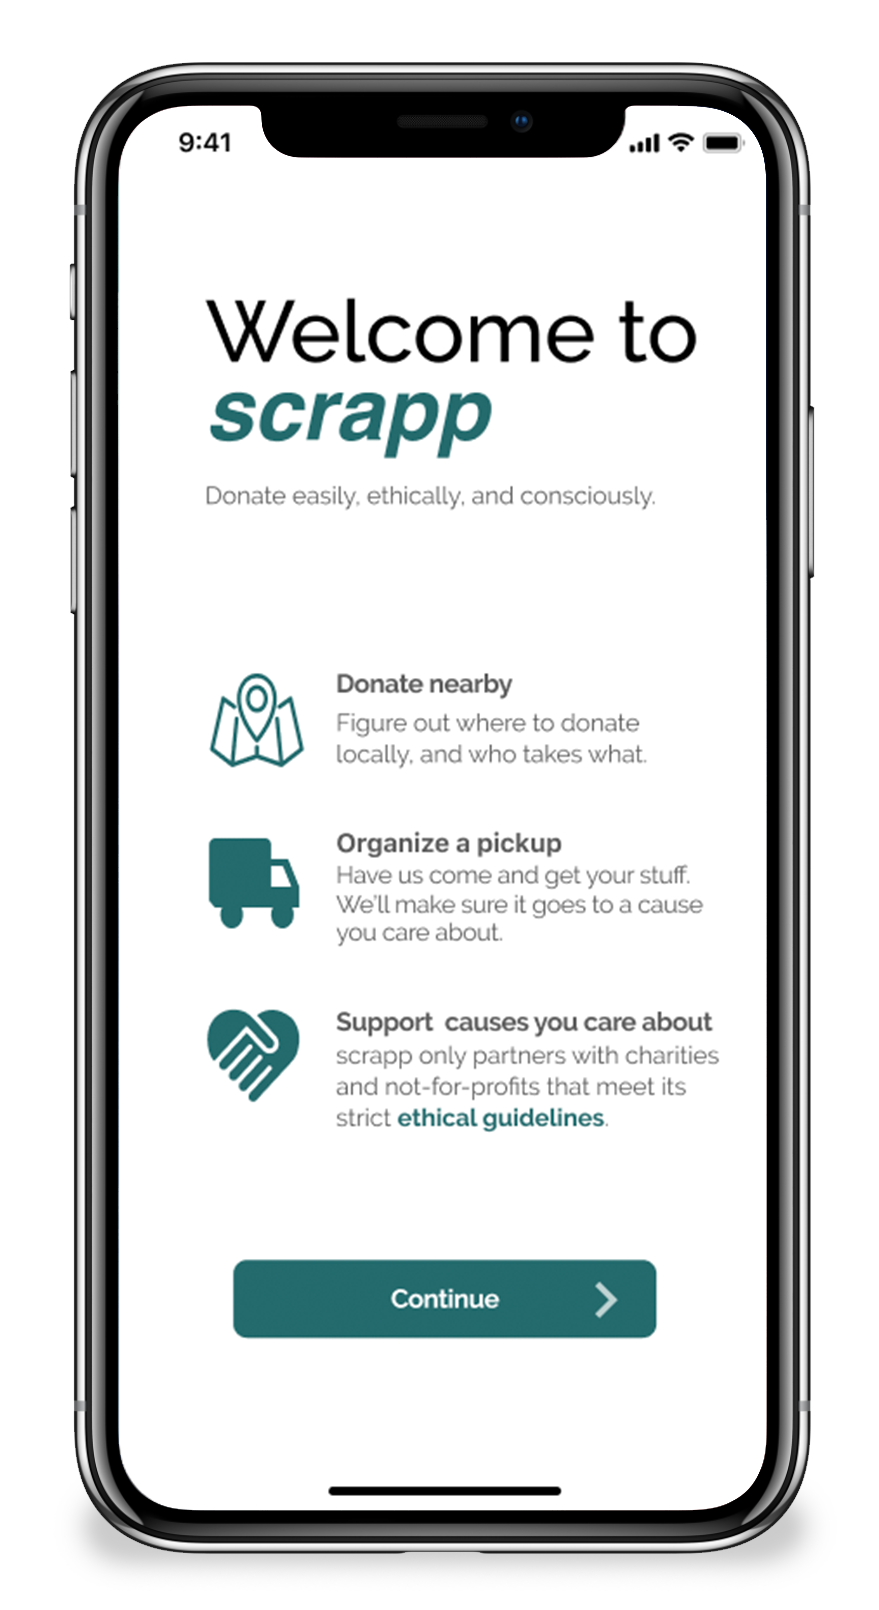 9:41
Welcome to
scrapp
Donate easily, ethically, and consciously.
Donate nearby
Figure out where to donate
locally, and who takes what.
Organize a pickup
Have us come and get your stuff.
We'll make sure it goes to a cause
you care about.
Support  causes you care about
scrapp only partners with charities
and not-for-profits that meet its
strict ethical guidelines.
Continue